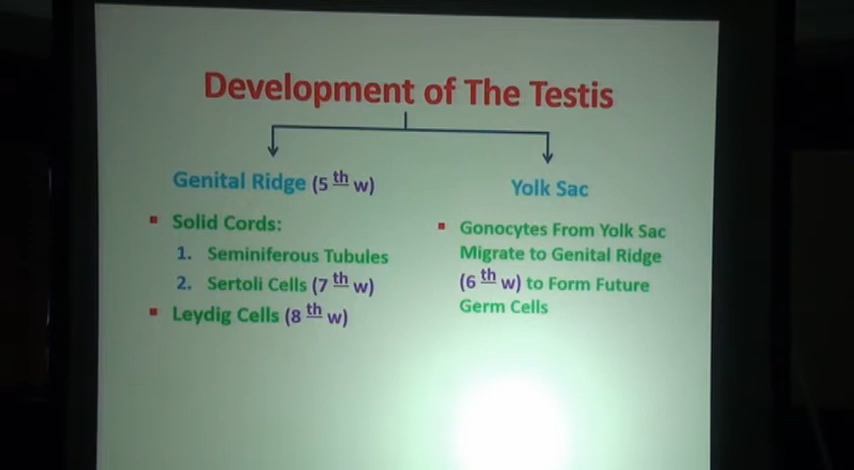 Development of The Testis
Genital Ridge (5 th w)
▪ Solid Cords:
1. Seminiferous Tubules
2. Sertoli Cells (7 th w)
▪ Leydig Cells (8 th w)
Yolk Sac
▪ Gonocytes From Yolk Sac
Migrate to Genital Ridge
(6 th w) to Form Future
Germ Cells